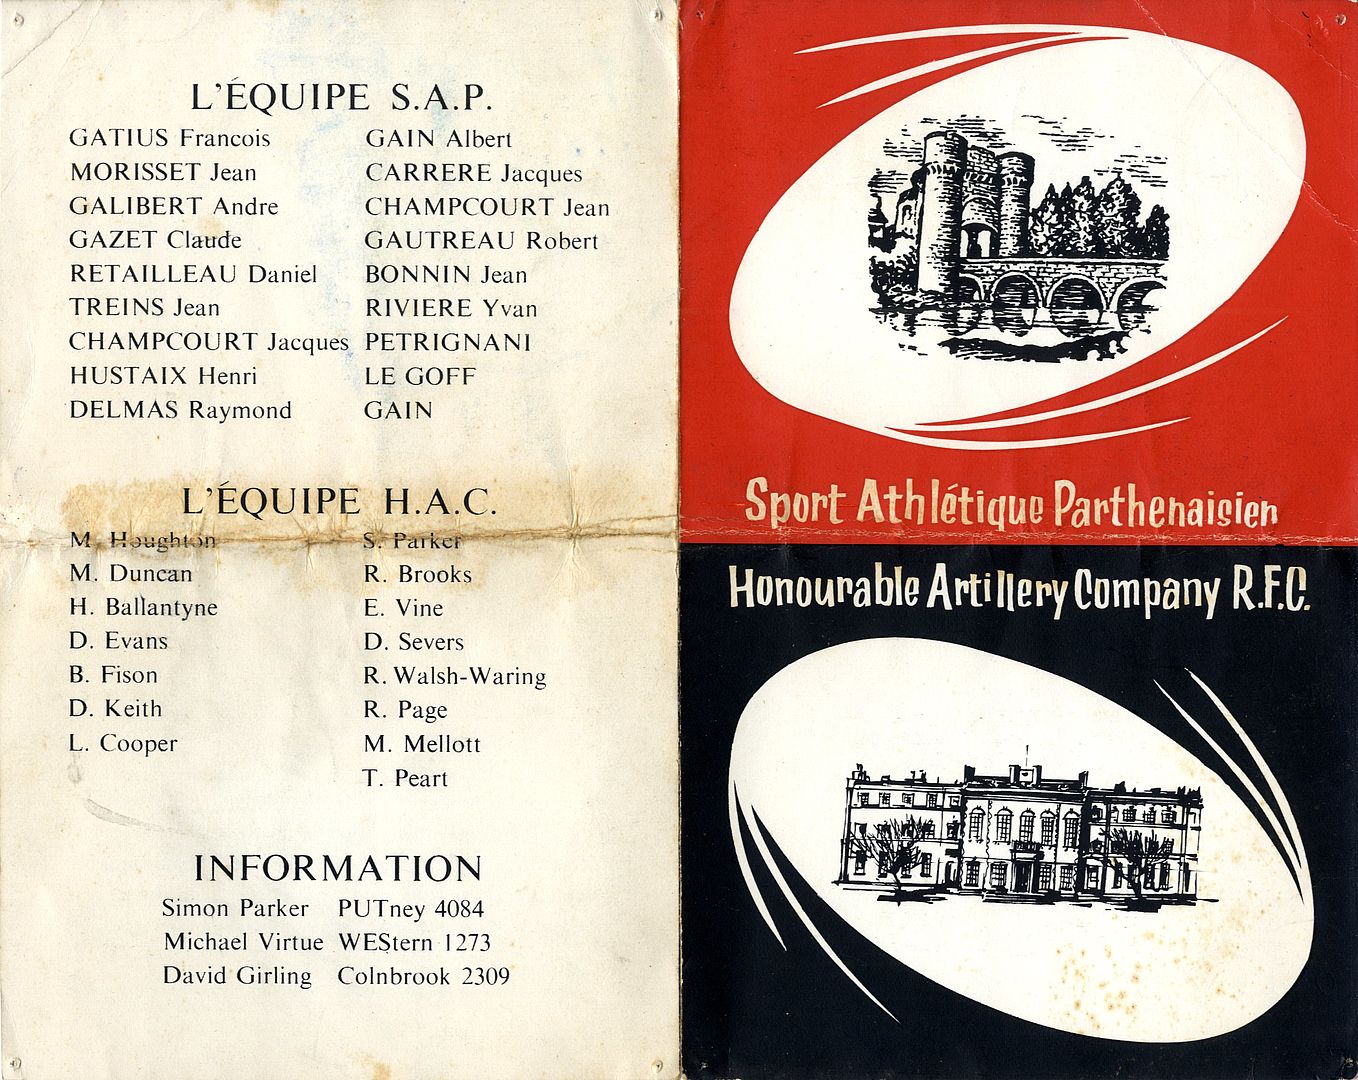 L'ÉQUIPE S.A.P.
GATIUS Francois
MORISSET Jean
GALIBERT Andre
GAZET Claude
RETAILLEAU Daniel
TREINS Jean
CHAMPCOURT Jacques
HUSTAIX Henri
DELMAS Raymond
GAIN Albert
CARRERE Jacques
CHAMPCOURT Jean
GAUTREAU Robert
BONNIN Jean
RIVIERE Yvan
PETRIGNANI
LE GOFF
GAIN
L'ÉQUIPE H.A.C.
M. Houghton
M. Duncan
H. Ballantyne
D. Evans
B. Fison
D. Keith
L. Cooper
S. Parker
R. Brooks
E. Vine
D. Severs
R. Walsh-Waring
R. Page
M. Mellott
T. Peart
INFORMATION
Simon Parker PUTney 4084
Michael Virtue WEStern 1273
David Girling Colnbrook 2309
Sport Athlétique Parthenaisien
Honourable Artillery Company R.F.C.